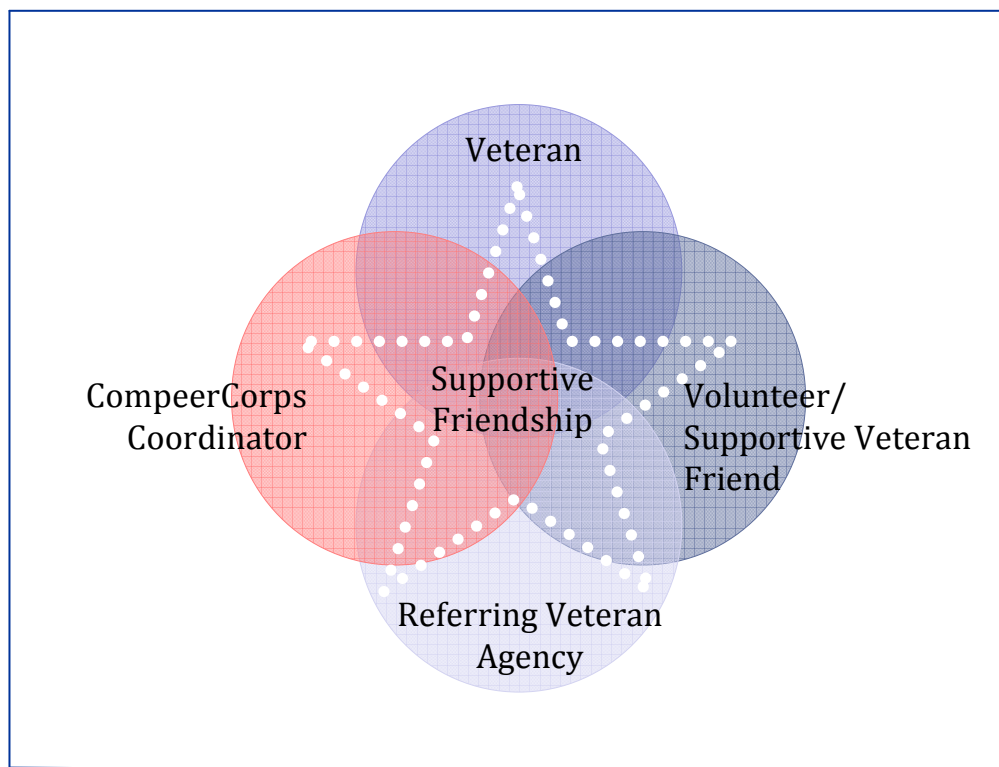 Veteran
CompeerCorps
Coordinator
Supportive
Friendship
Volunteer/
Supportive Veteran
Friend
Referring Veteran
Agency